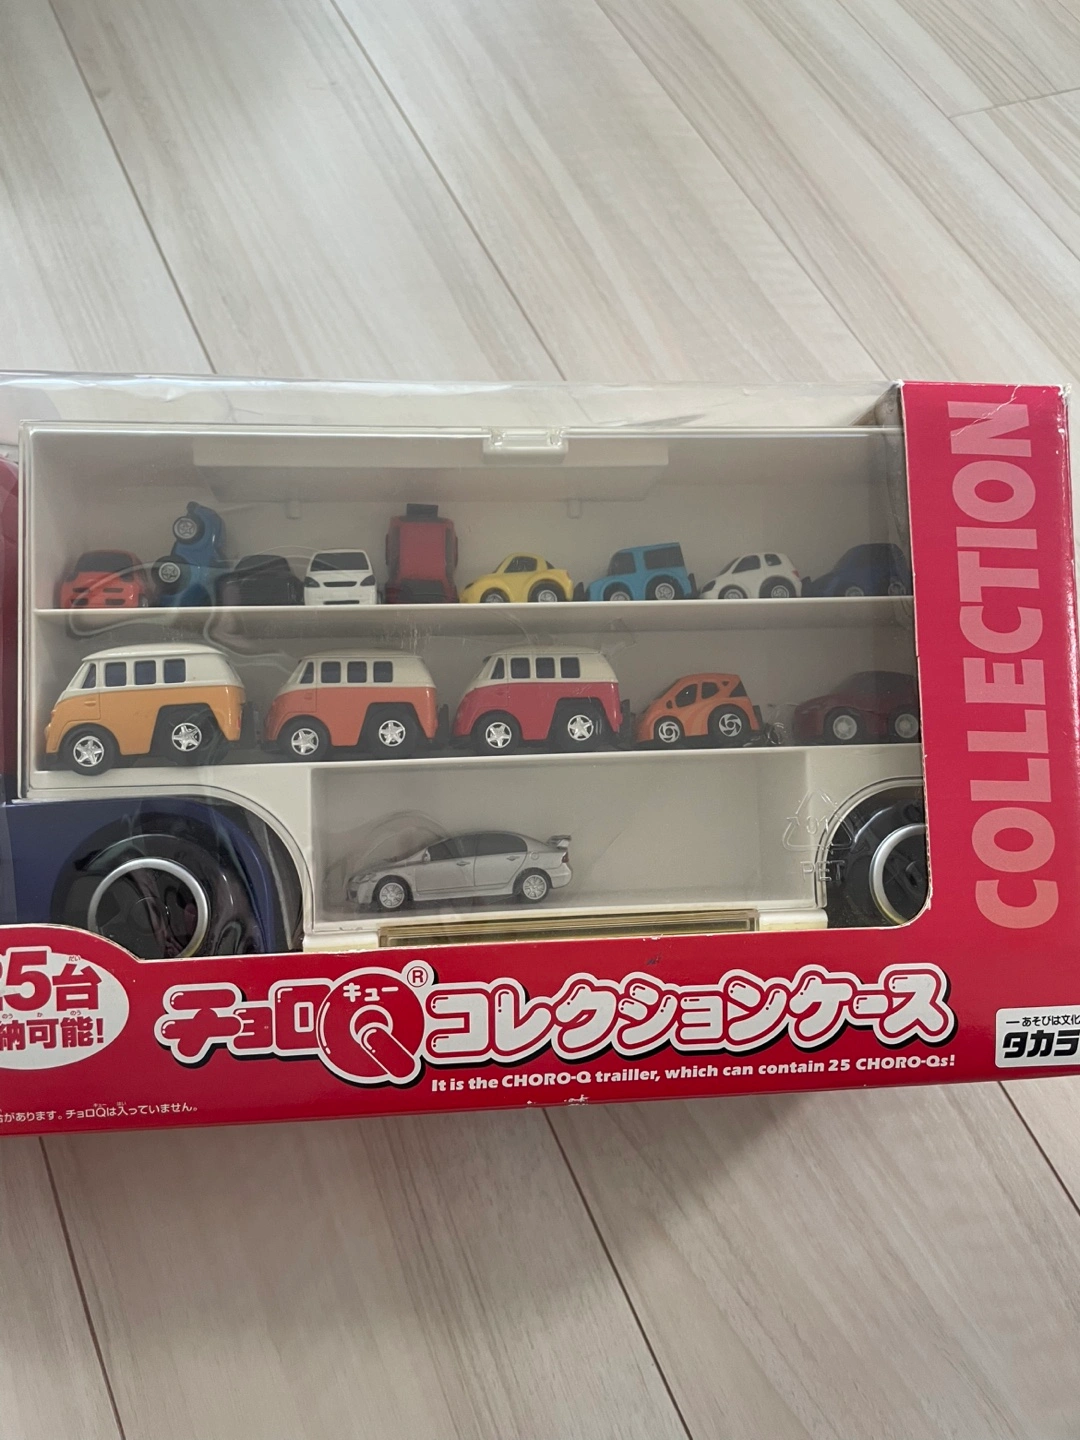 COLLECTION
25台
納可能!
チョロQ®コレクションケース
キュー
It is the CHORO-Q trailler, which can contain 25 CHORO-Qs!
があります。チョロQは入っていません。
あそびは文化
タカラ
PET